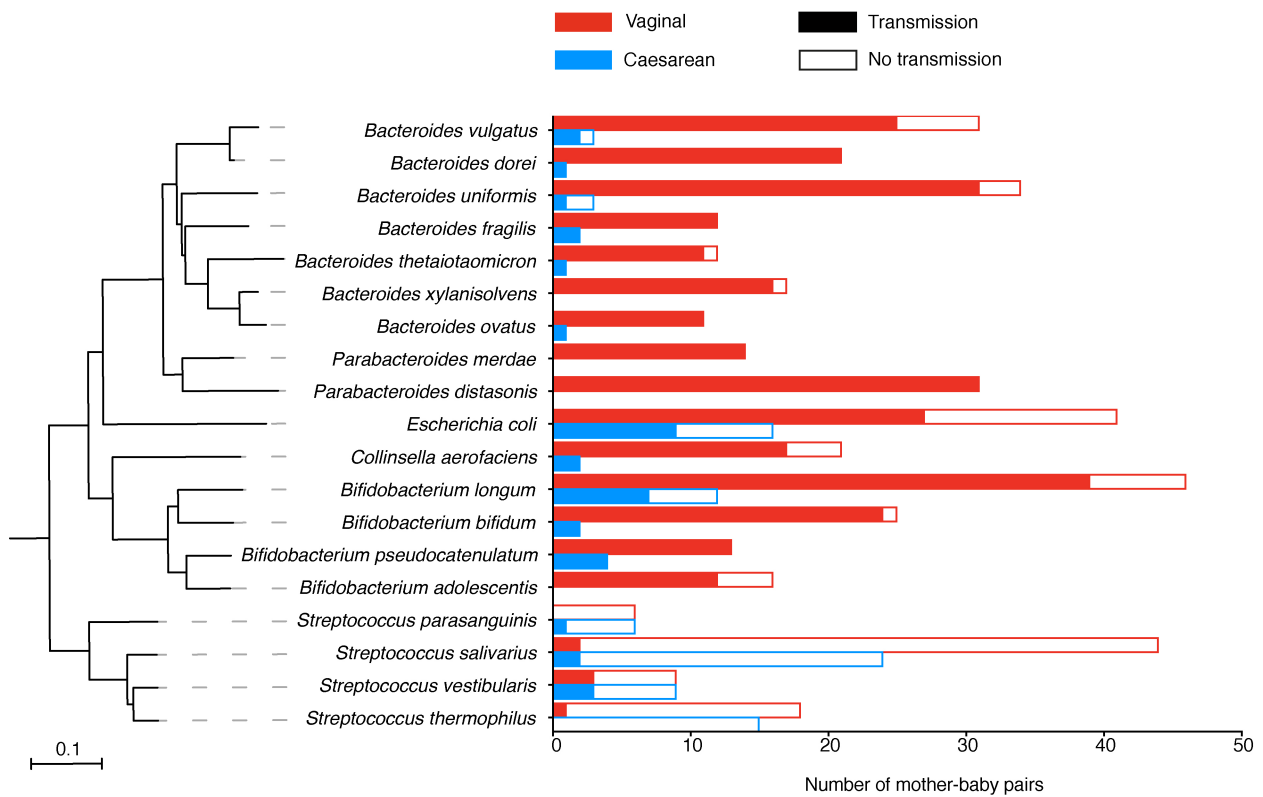 Vaginal
Transmission
Caesarean
No transmission
Bacteroides vulgatus
Bacteroides dorei
Bacteroides uniformis
Bacteroides fragilis
Bacteroides thetaiotaomicron
Bacteroides xylanisolvens
Bacteroides ovatus
Parabacteroides merdae
Parabacteroides distasonis
Escherichia coli
Collinsella aerofaciens
Bifidobacterium longum
Bifidobacterium bifidum
Bifidobacterium pseudocatenulatum
Bifidobacterium adolescentis
Streptococcus parasanguinis
Streptococcus salivarius
Streptococcus vestibularis
Streptococcus thermophilus
0 10 20 30 40 50
0.1
Number of mother-baby pairs